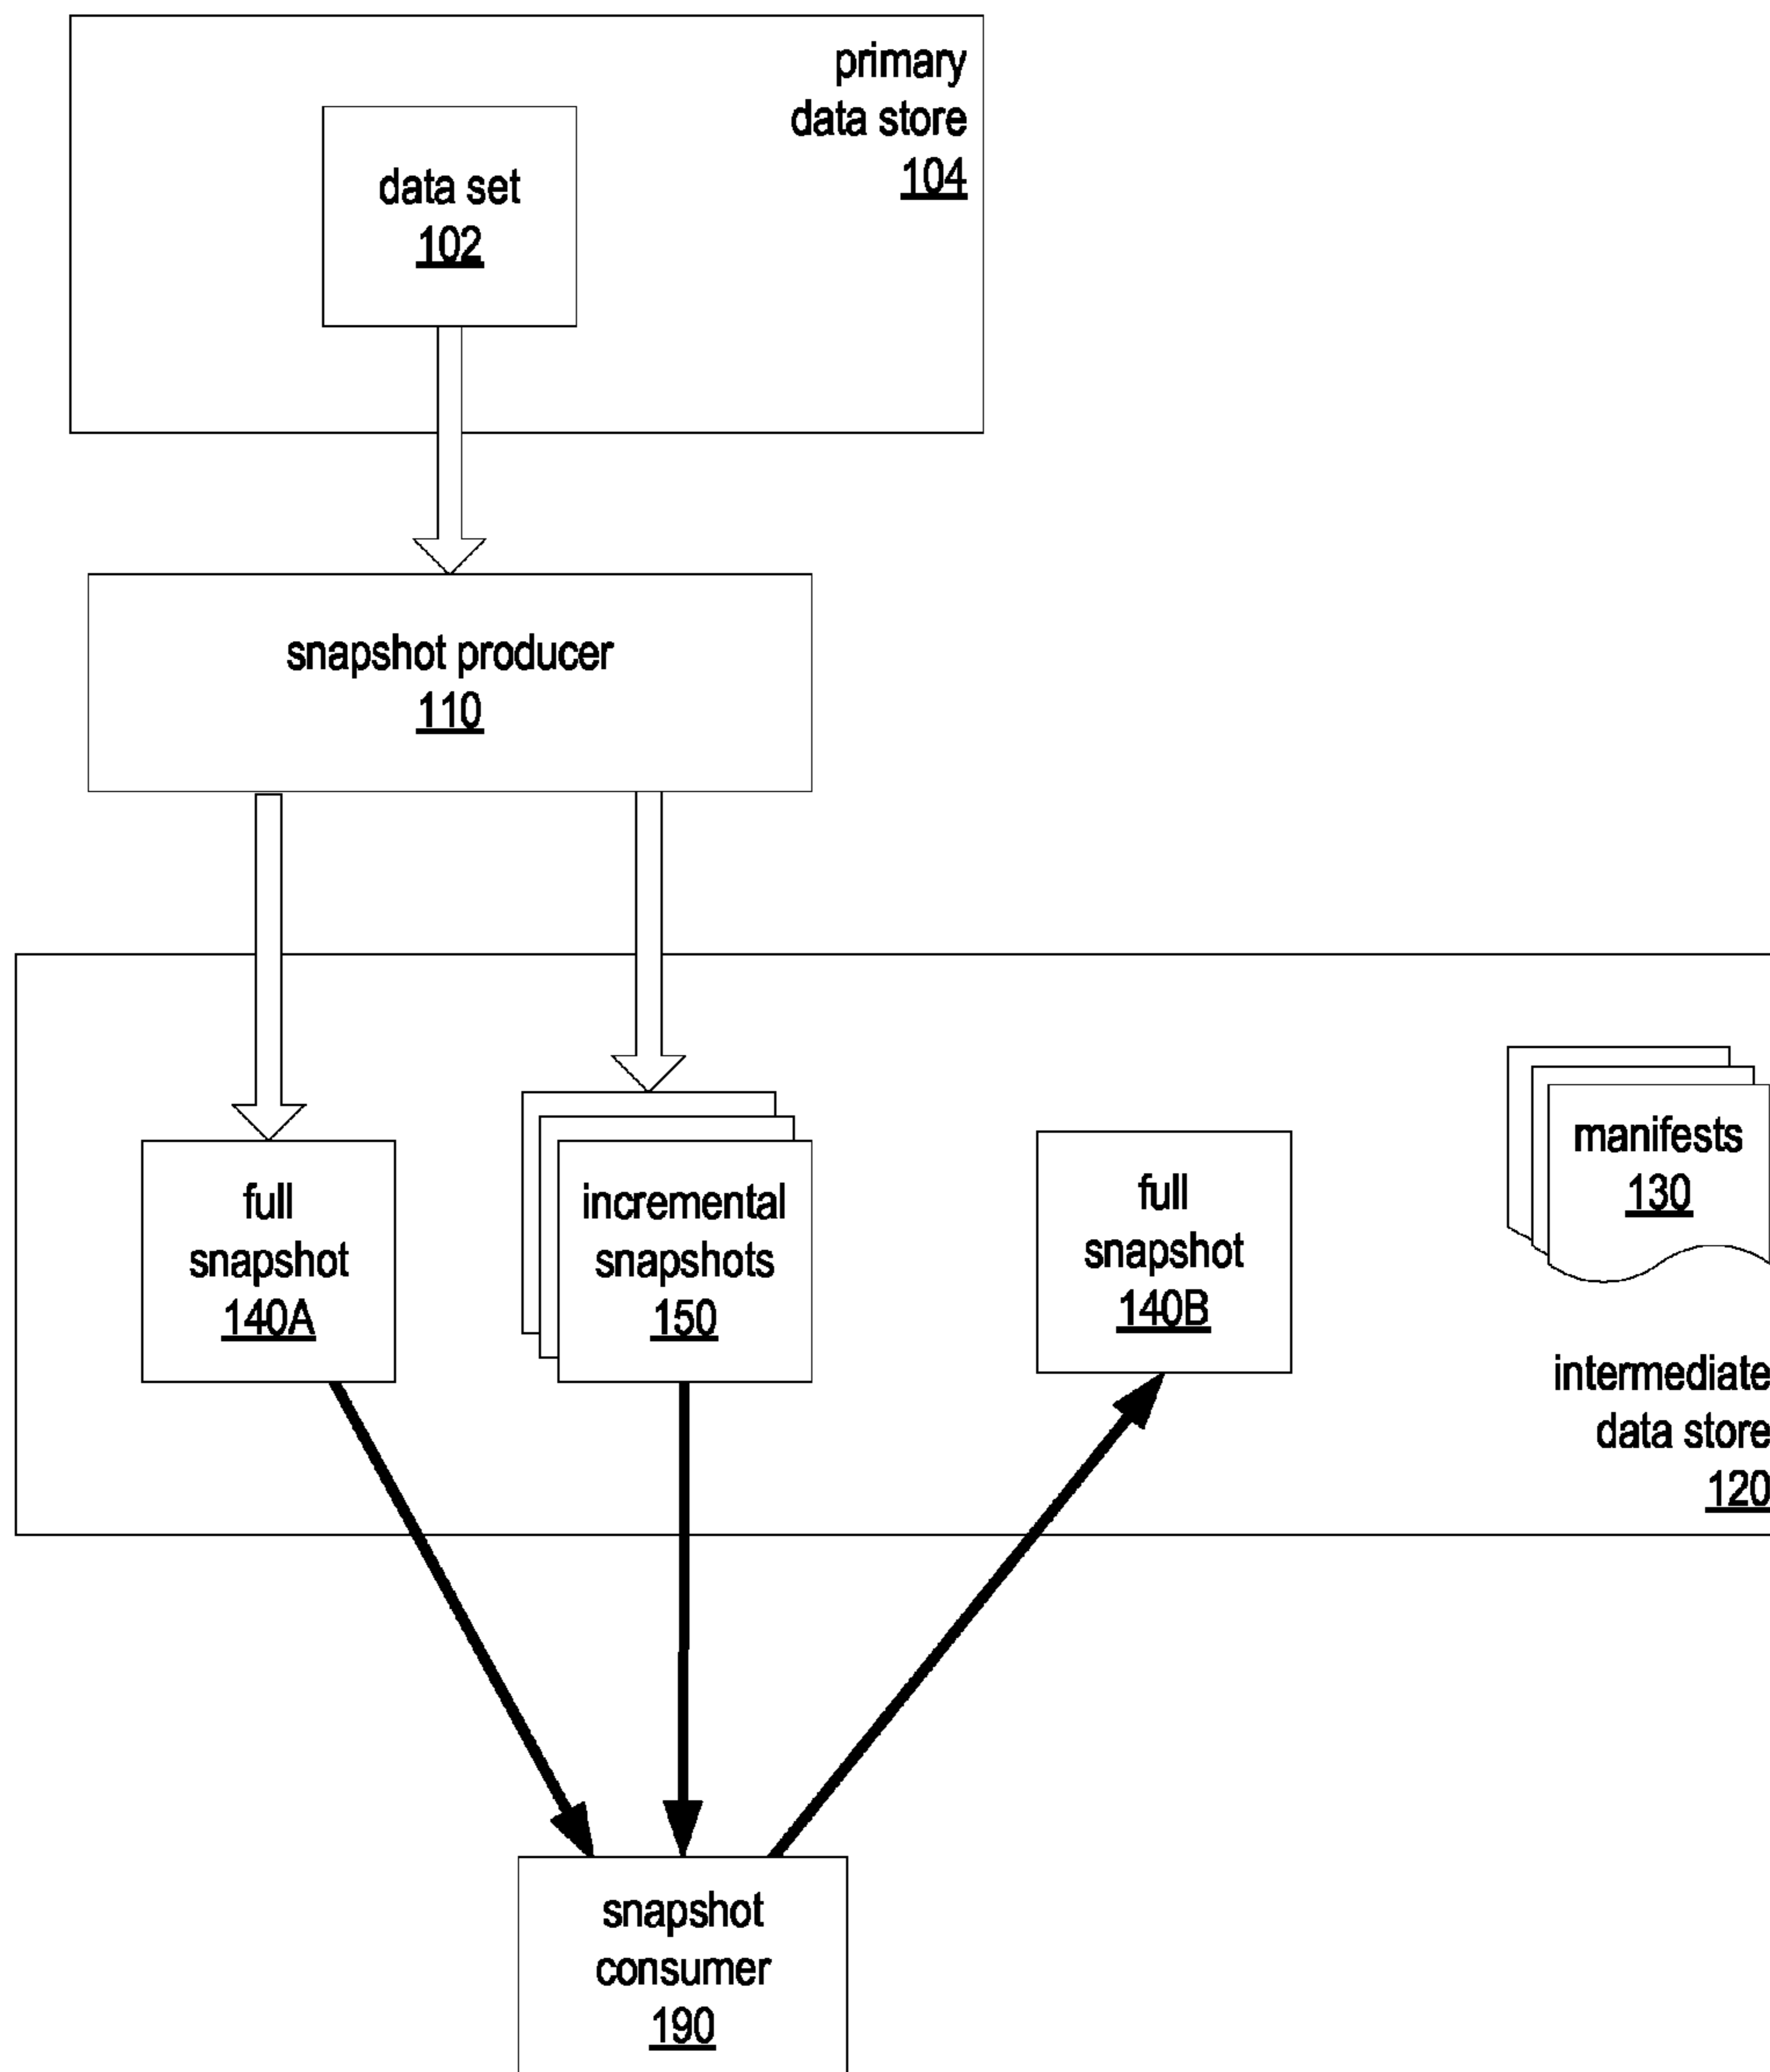 primary
data store
104
data set
102
snapshot producer
110
full
snapshot
140A
incremental
snapshots
150
full
snapshot
140B
manifests
130
intermediate
data store
120
snapshot
consumer
190